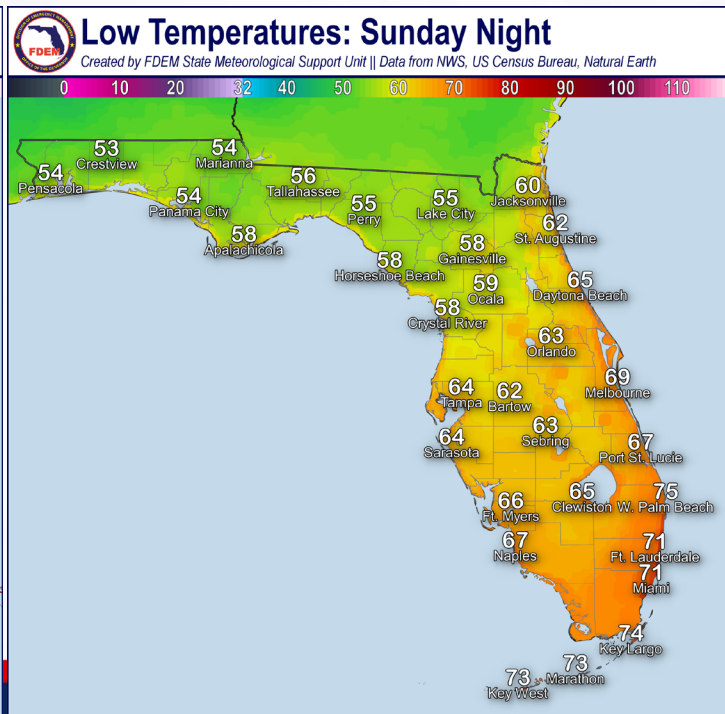 Low Temperatures: Sunday Night
Created by FDEM State Meteorological Support Unit || Data from NWS, US Census Bureau, Natural Earth
FDEM
0 10 20 32 40 50 60 70 80 90 100 110
53
Crestview
54
Marianna
54
Pensacola
54
Panama City
56
Tallahassee
58
Apalachicola
55
Perry
55
Lake City
60
Jacksonville
62
St. Augustine
58
Gainesville
58
Horseshoe Beach
59
Ocala
65
Daytona Beach
58
Crystal River
63
Orlando
69
Melbourne
64
Tampa
62
Bartow
63
Sebring
64
Sarasota
67
Port St. Lucie
66
Ft. Myers
65
Clewiston
75
W. Palm Beach
67
Naples
71
Ft. Lauderdale
71
Miami
74
Key Largo
73
Marathon
73
Key West